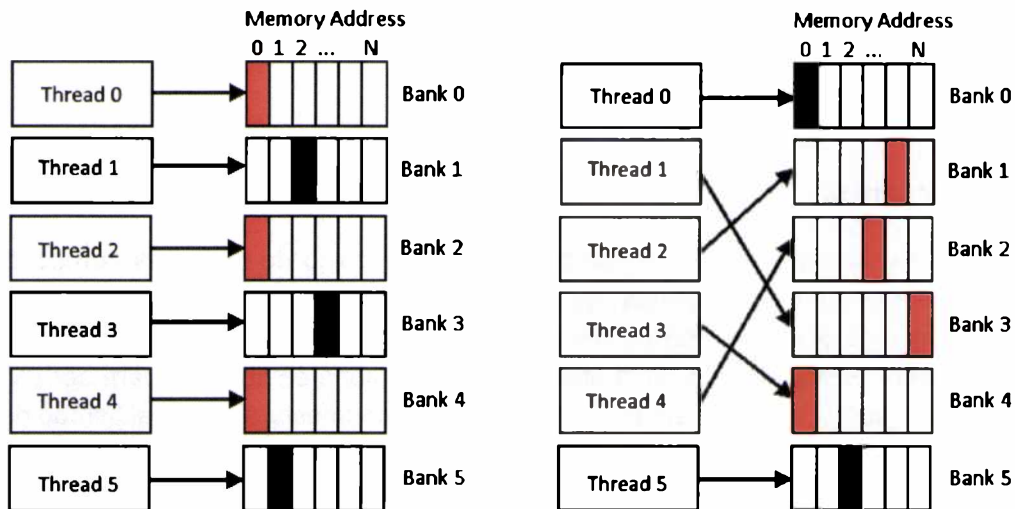 Memory Address
0 1 2 ... N
Thread 0
Bank 0
Thread 1
Bank 1
Thread 2
Bank 2
Thread 3
Bank 3
Thread 4
Bank 4
Thread 5
Bank 5
Memory Address
0 1 2 ... N
Thread 0
Bank 0
Thread 1
Bank 1
Thread 2
Bank 2
Thread 3
Bank 3
Thread 4
Bank 4
Thread 5
Bank 5